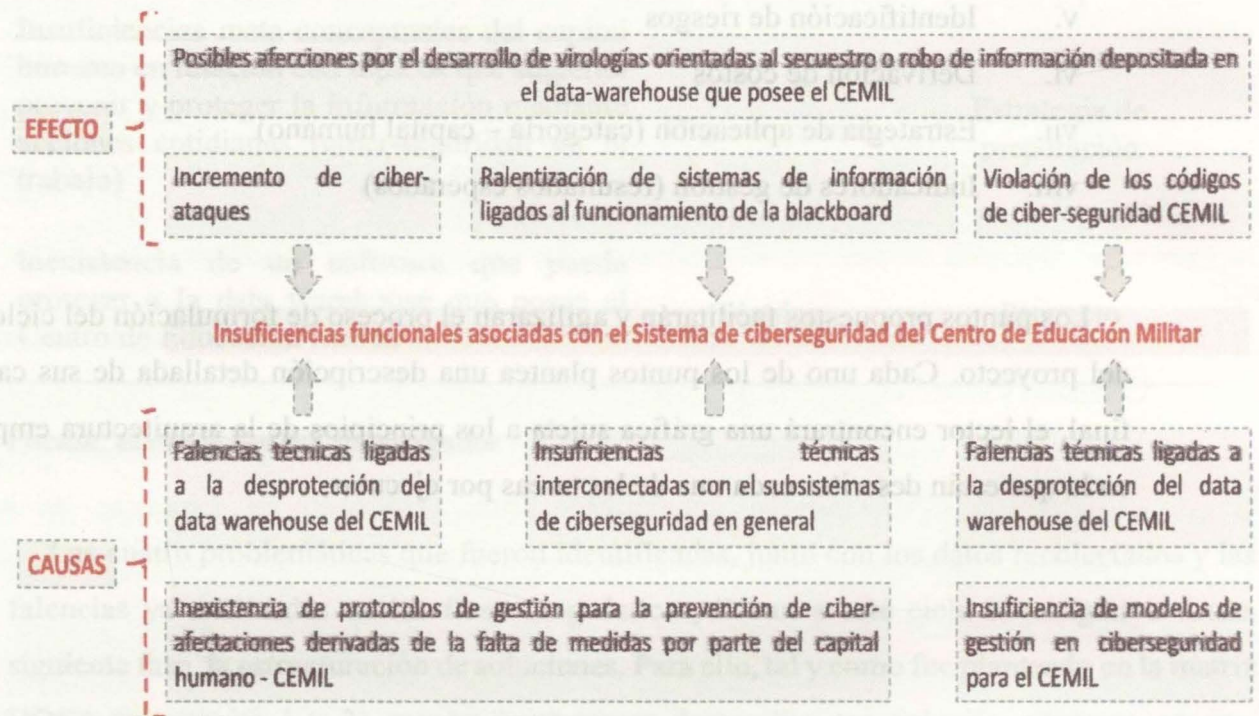 EFECTO
Posibles afecciones por el desarrollo de virologías orientadas al secuestro o robo de información depositada en
el data-warehouse que posee el CEMIL
Incremento de ciber-
ataques
Ralentización de sistemas de información
ligados al funcionamiento de la blackboard
Violación de los códigos
de ciber-seguridad CEMIL
Insuficiencias funcionales asociadas con el Sistema de ciberseguridad del Centro de Educación Militar
CAUSAS
Falencias técnicas ligadas
a la desprotección del
data warehouse del CEMIL
Insuficiencias técnicas
interconectadas con el subsistemas
de ciberseguridad en general
Falencias técnicas ligadas a
la desprotección del data
warehouse del CEMIL
Inexistencia de protocolos de gestión para la prevención de ciber-
afectaciones derivadas de la falta de medidas por parte del capital
humano - CEMIL
Insuficiencia de modelos de
gestión en ciberseguridad
para el CEMIL
v. Identificación de riesgos
vi. Derivación de costos
vii. Estrategia de aplicación (categoría - capital humano)
viii. Indicadores de gestión (resultados esperados)
Los puntos propuestos facilitarán y agilizarán el proceso de formulación del ciclo
del proyecto. Cada uno de los puntos plantea una descripción detallada de sus
final, el lector encontrará una gráfica sujeta a los principios de la arquitectura